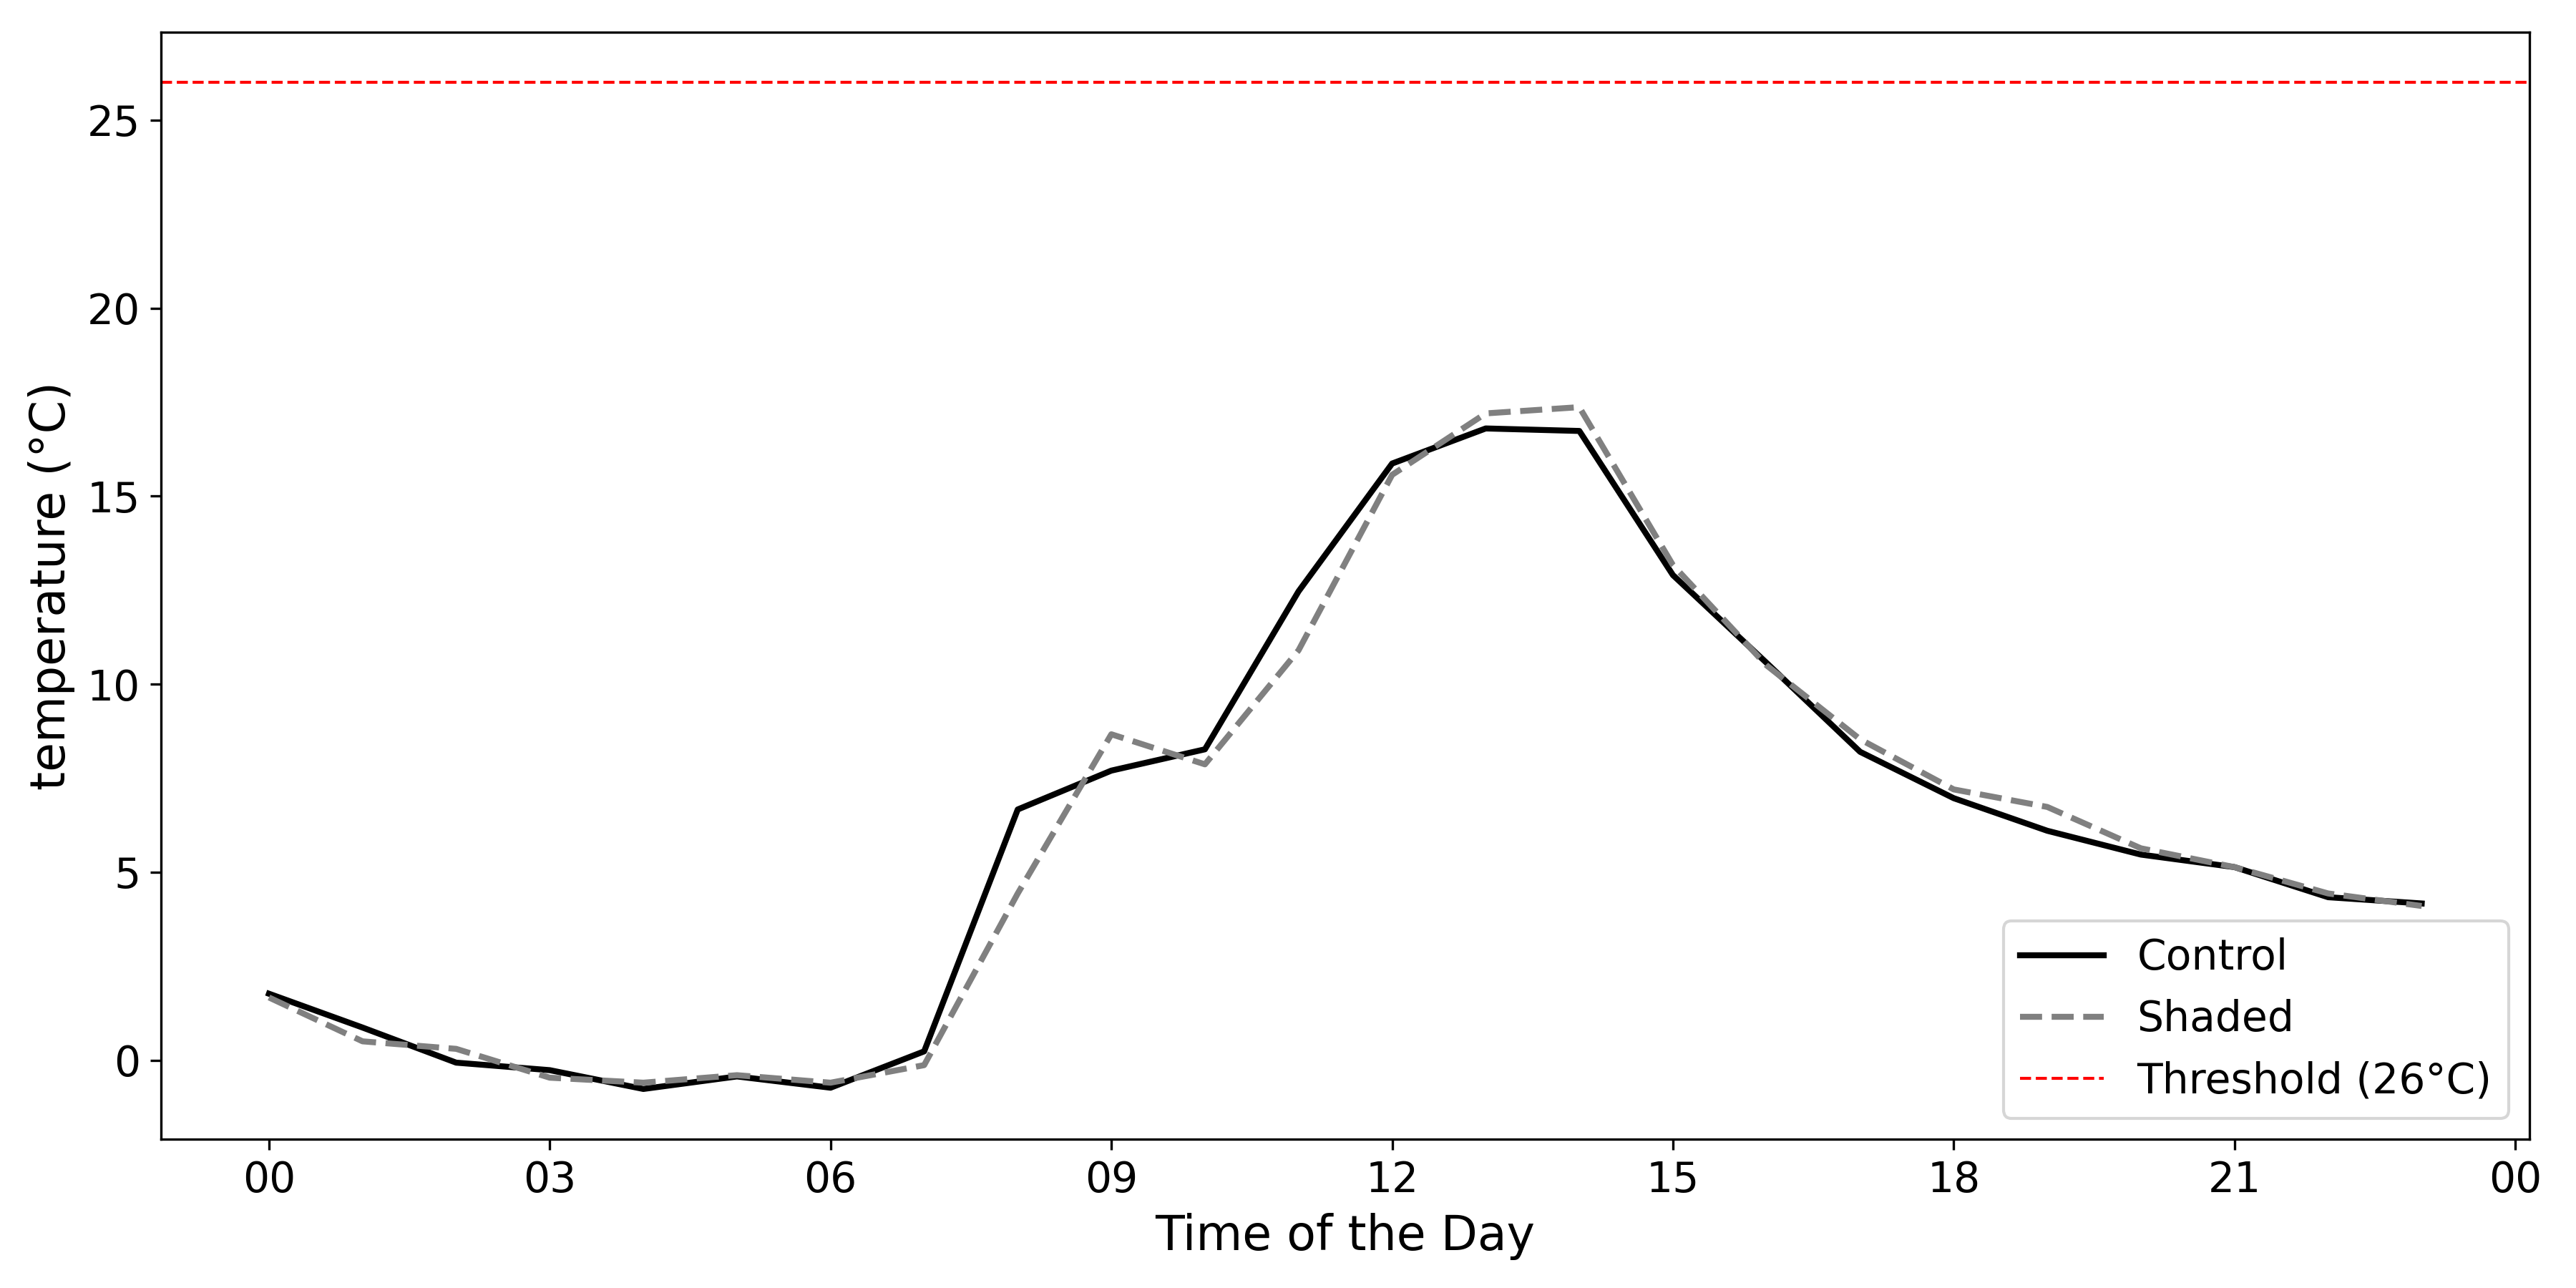 temperature (°C)
25
20
15
10
5
0
00 03 06 09 12 15 18 21 00
Time of the Day
Control
Shaded
Threshold (26°C)